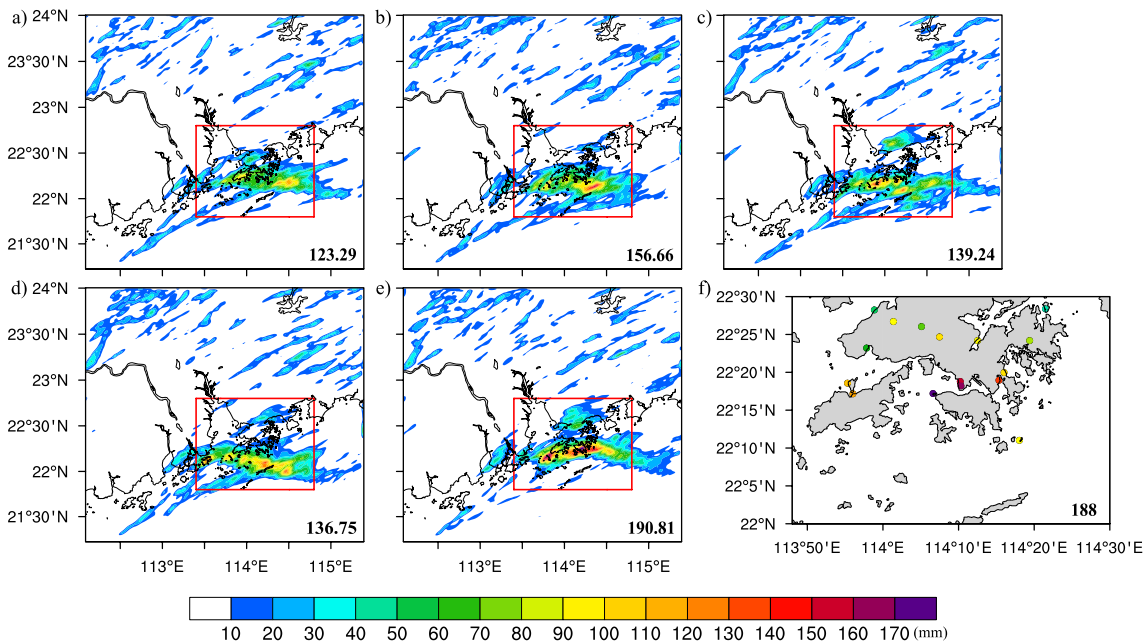 a)
b)
c)
24°N
23°30'N
23°N
22°30'N
22°N
21°30'N
123.29
156.66
139.24
d)
e)
f)
24°N
23°30'N
23°N
22°30'N
22°N
21°30'N
136.75
190.81
113°E 114°E 115°E
113°E 114°E 115°E
22°30'N
22°25'N
22°20'N
22°15'N
22°10'N
22°5'N
22°N
188
113°50'E 114°E 114°10'E 114°20'E 114°30'E
10 20 30 40 50 60 70 80 90 100 110 120 130 140 150 160 170 (mm)